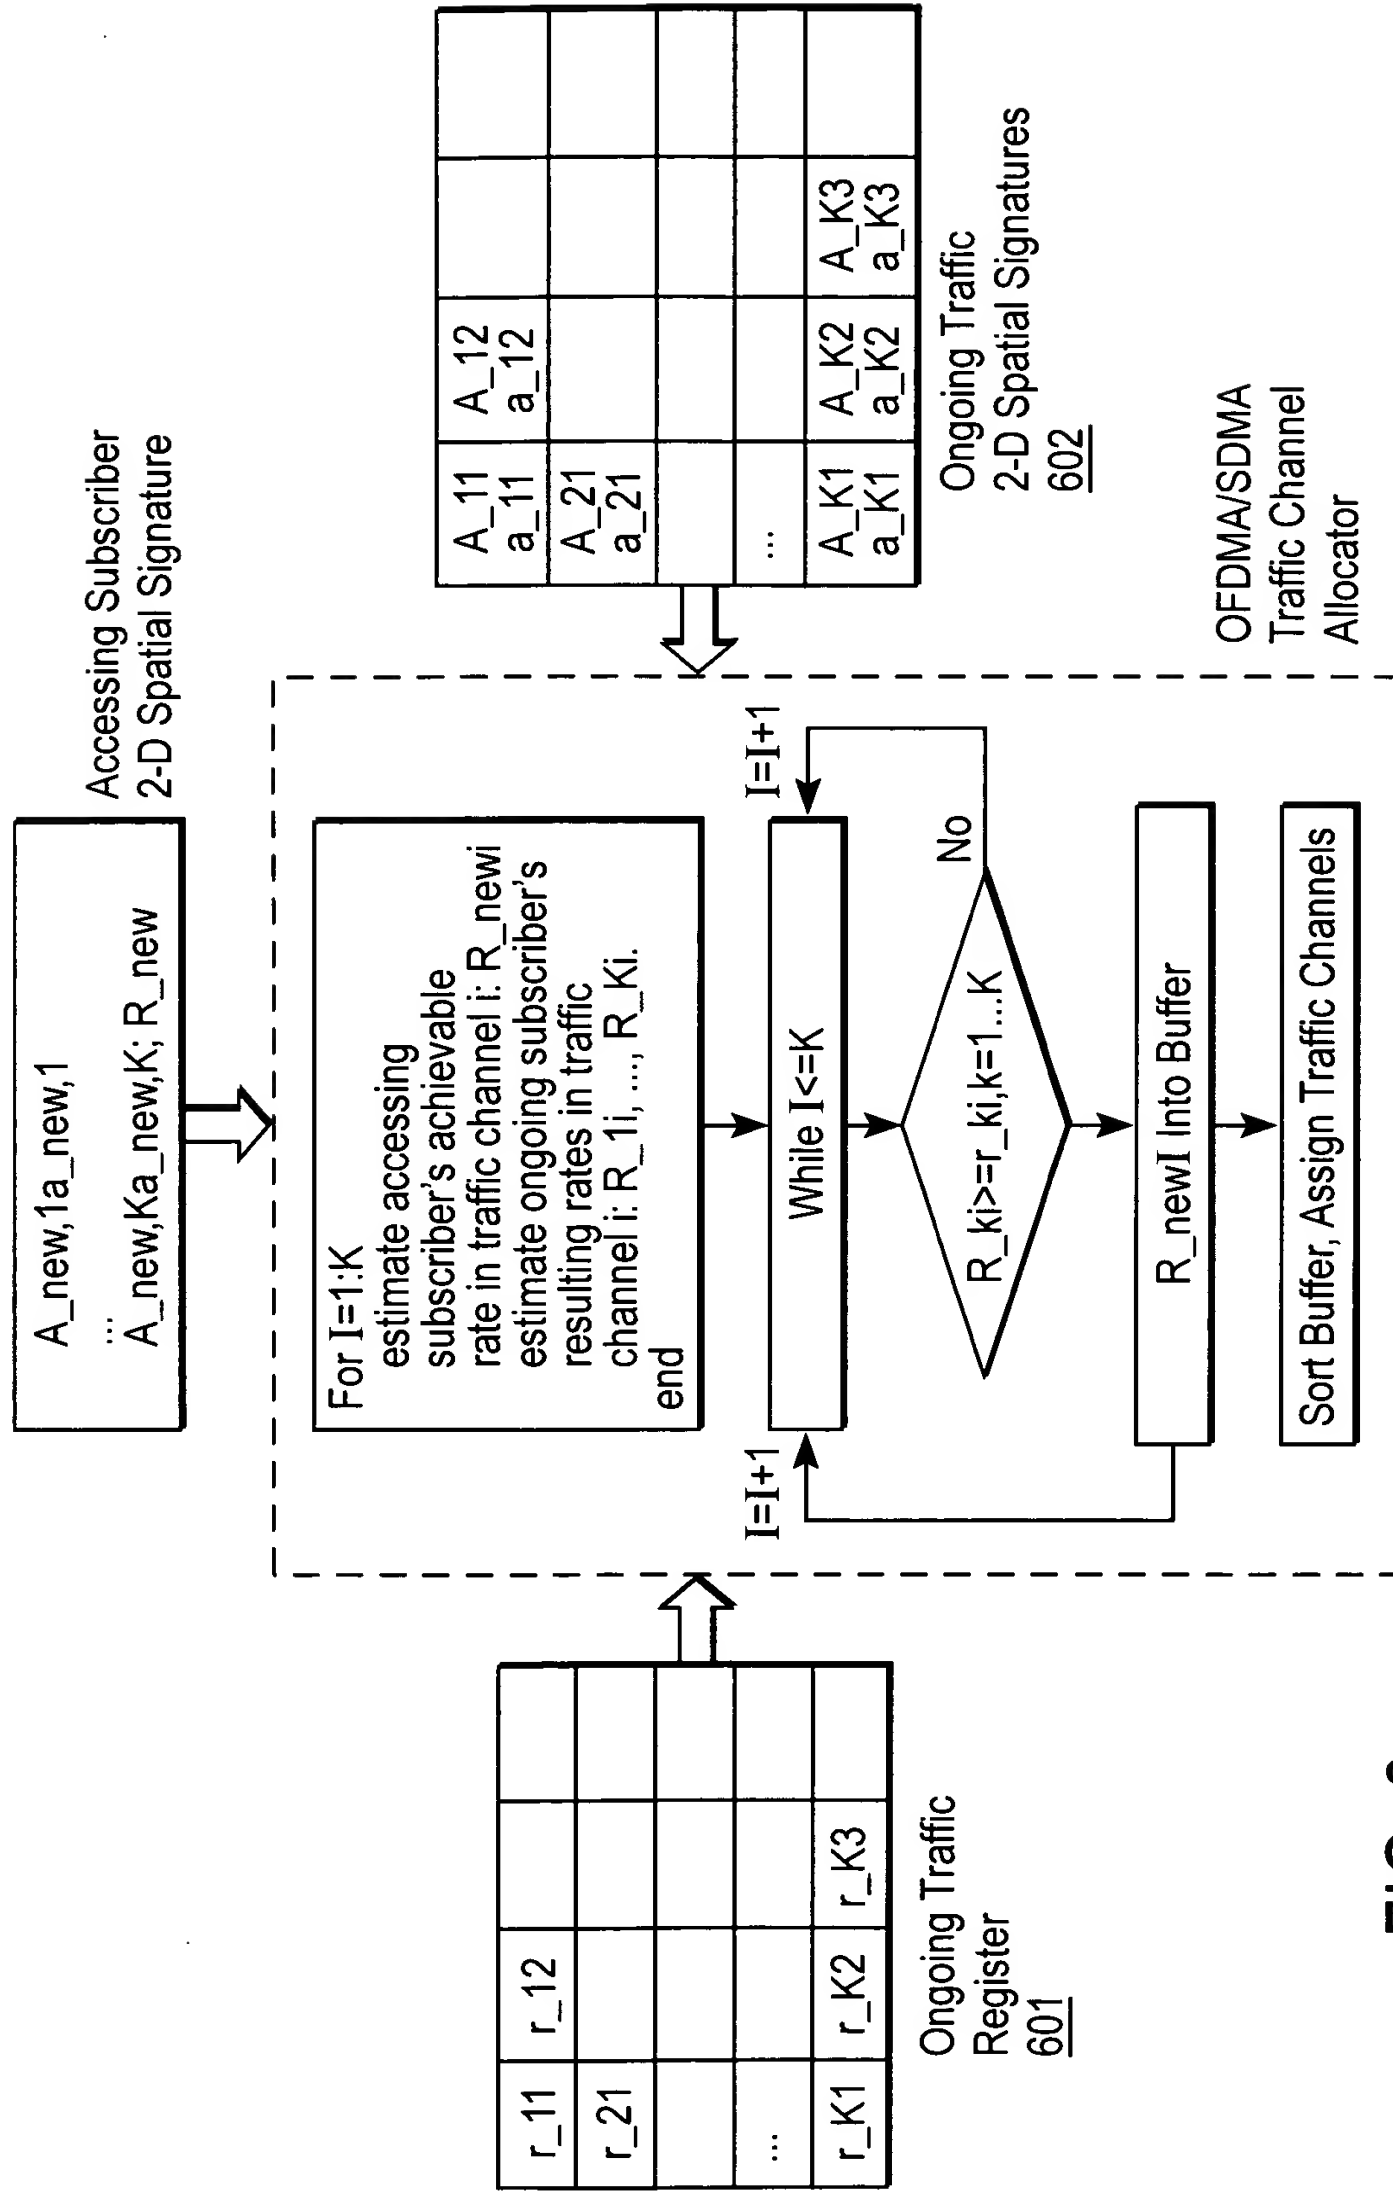 A_new,1a_new,1
...
A_new,Ka_new,K; R_new
Accessing Subscriber
2-D Spatial Signature
r_11 r_12
r_21
...
r_K1 r_K2 r_K3
Ongoing Traffic
Register
601
For I=1:K
estimate accessing
subscriber's achievable
rate in traffic channel i: R_newi
estimate ongoing subscriber's
resulting rates in traffic
channel i: R_1i, ..., R_Ki.
end
I=I+1
While I<=K
I=I+1
R_ki>=r_ki,k=1...K
No
R_newI Into Buffer
Sort Buffer, Assign Traffic Channels
A_11 A_12
a_11 a_12
A_21
a_21
...
A_K1 A_K2 A_K3
a_K1 a_K2 a_K3
Ongoing Traffic
2-D Spatial Signatures
602
OFDMA/SDMA
Traffic Channel
Allocator